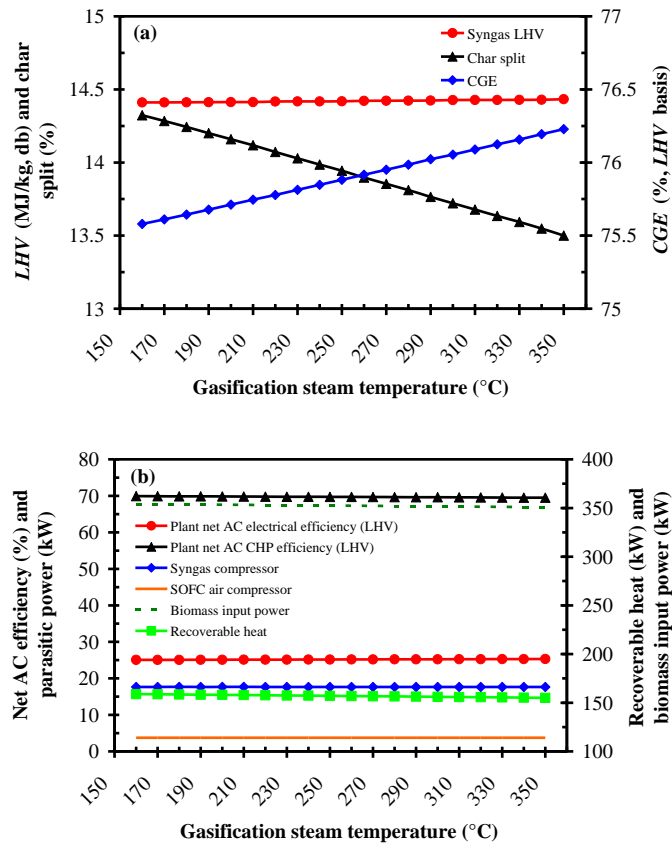 (a)
15
14.5
14
13.5
13
77
76.5
76
75.5
75
Syngas LHV
Char split
CGE
LHV (MJ/kg, db) and char
split (%)
CGE (%, LHV basis)
150
170
190
210
230
250
270
290
310
330
350
Gasification steam temperature (°C)
(b)
80
70
60
50
40
30
20
10
0
400
350
300
250
200
150
100
Plant net AC electrical efficiency (LHV)
Plant net AC CHP efficiency (LHV)
Syngas compressor
SOFC air compressor
Biomass input power
Recoverable heat
Net AC efficiency (%) and
parasitic power (kW)
Recoverable heat (kW) and
biomass input power (kW)
150
170
190
210
230
250
270
290
310
330
350
Gasification steam temperature (°C)